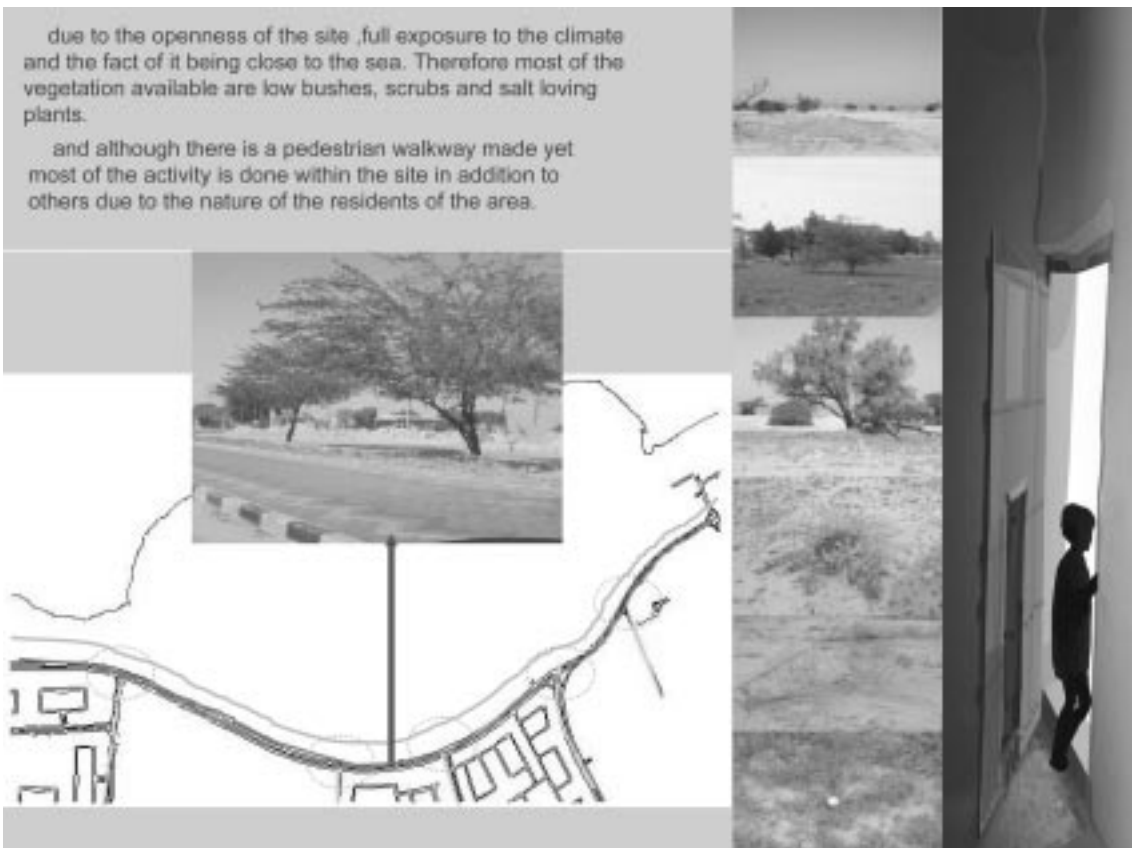 due to the openness of the site ,full exposure to the climate
and the fact of it being close to the sea. Therefore most of the
vegetation available are low bushes, scrubs and salt loving
plants.
and although there is a pedestrian walkway made yet
most of the activity is done within the site in addition to
others due to the nature of the residents of the area.